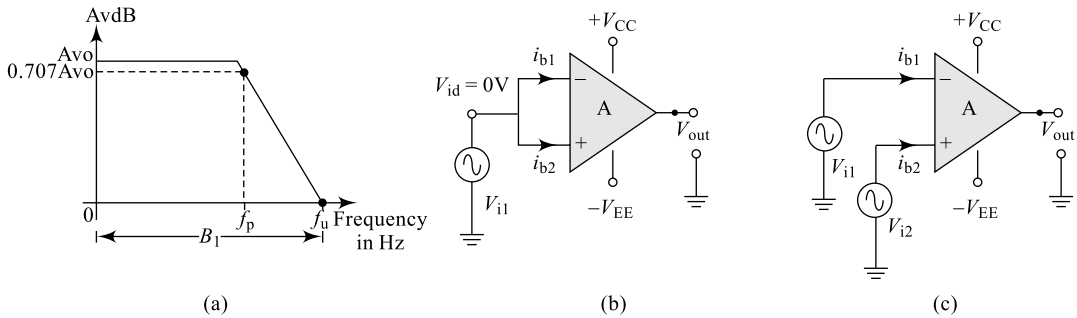 AvdB
Avo
0.707Avo
0
fp
fu
Frequency
in Hz
B1
(a)
+VCC
ib1
Vid = 0V
−
A
+
ib2
Vout
Vi1
−VEE
(b)
+VCC
ib1
−
A
+
ib2
Vout
Vi1
−VEE
Vi2
(c)